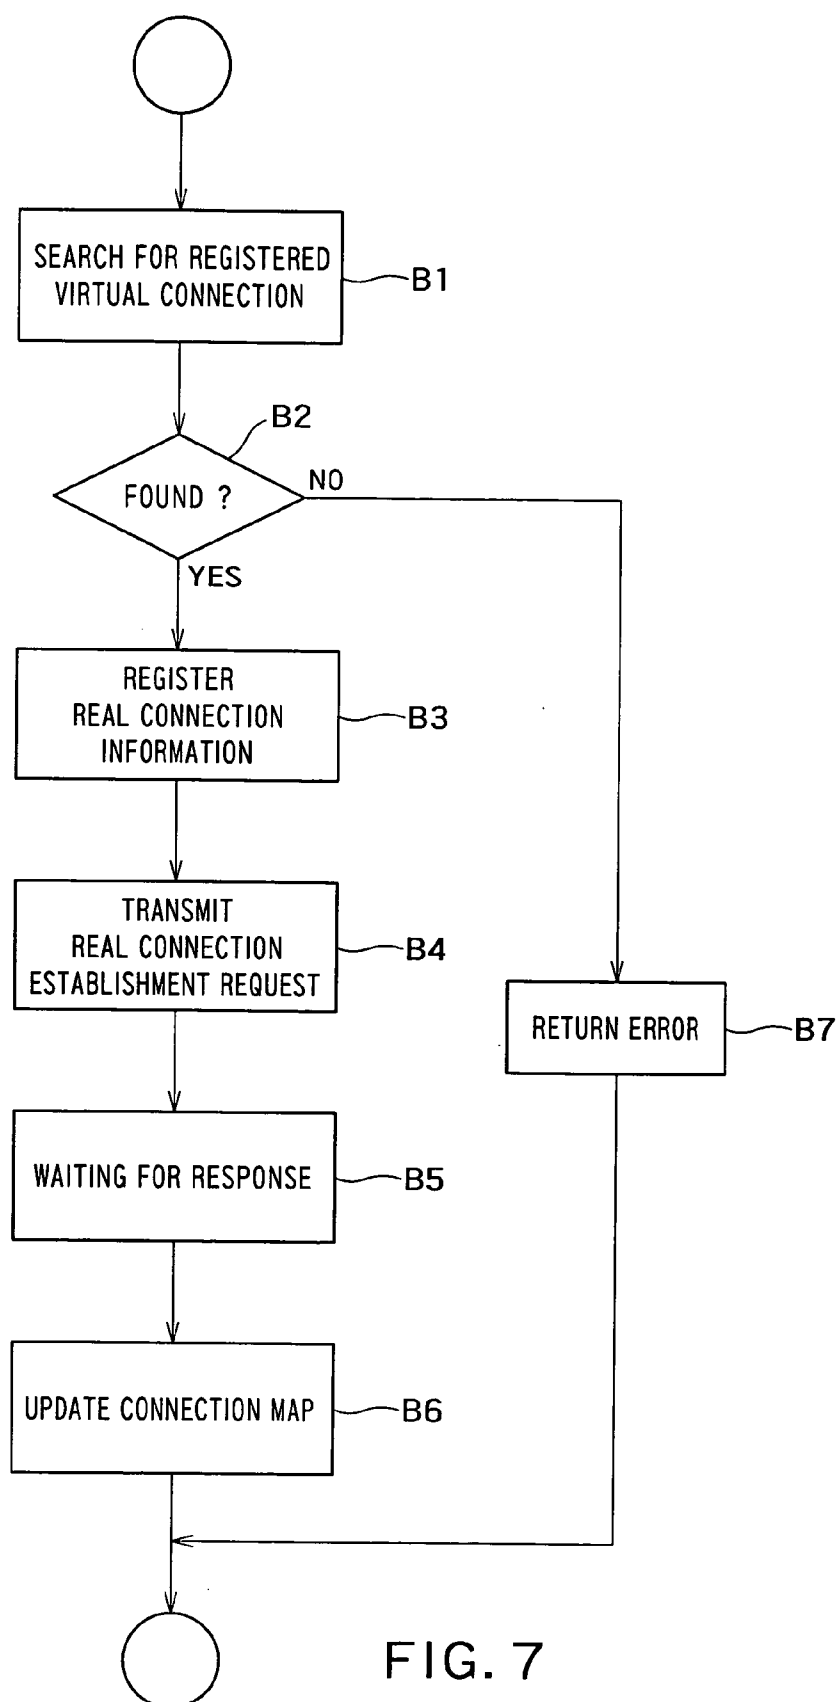 SEARCH FOR REGISTERED
VIRTUAL CONNECTION
B1
B2
FOUND ?
NO
YES
REGISTER
REAL CONNECTION
INFORMATION
B3
TRANSMIT
REAL CONNECTION
ESTABLISHMENT REQUEST
B4
RETURN ERROR
B7
WAITING FOR RESPONSE
B5
UPDATE CONNECTION MAP
B6
FIG. 7